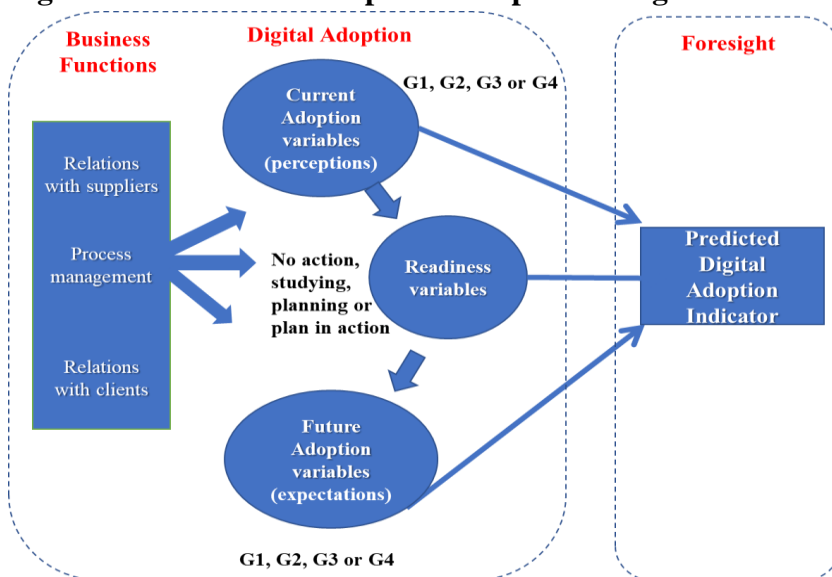 Business
Functions
Digital Adoption
Foresight
G1, G2, G3 or G4
Current
Adoption
variables
(perceptions)
Relations
with suppliers
Process
management
Relations
with clients
No action,
studying,
planning or
plan in action
Readiness
variables
Predicted
Digital
Adoption
Indicator
Future
Adoption
variables
(expectations)
G1, G2, G3 or G4